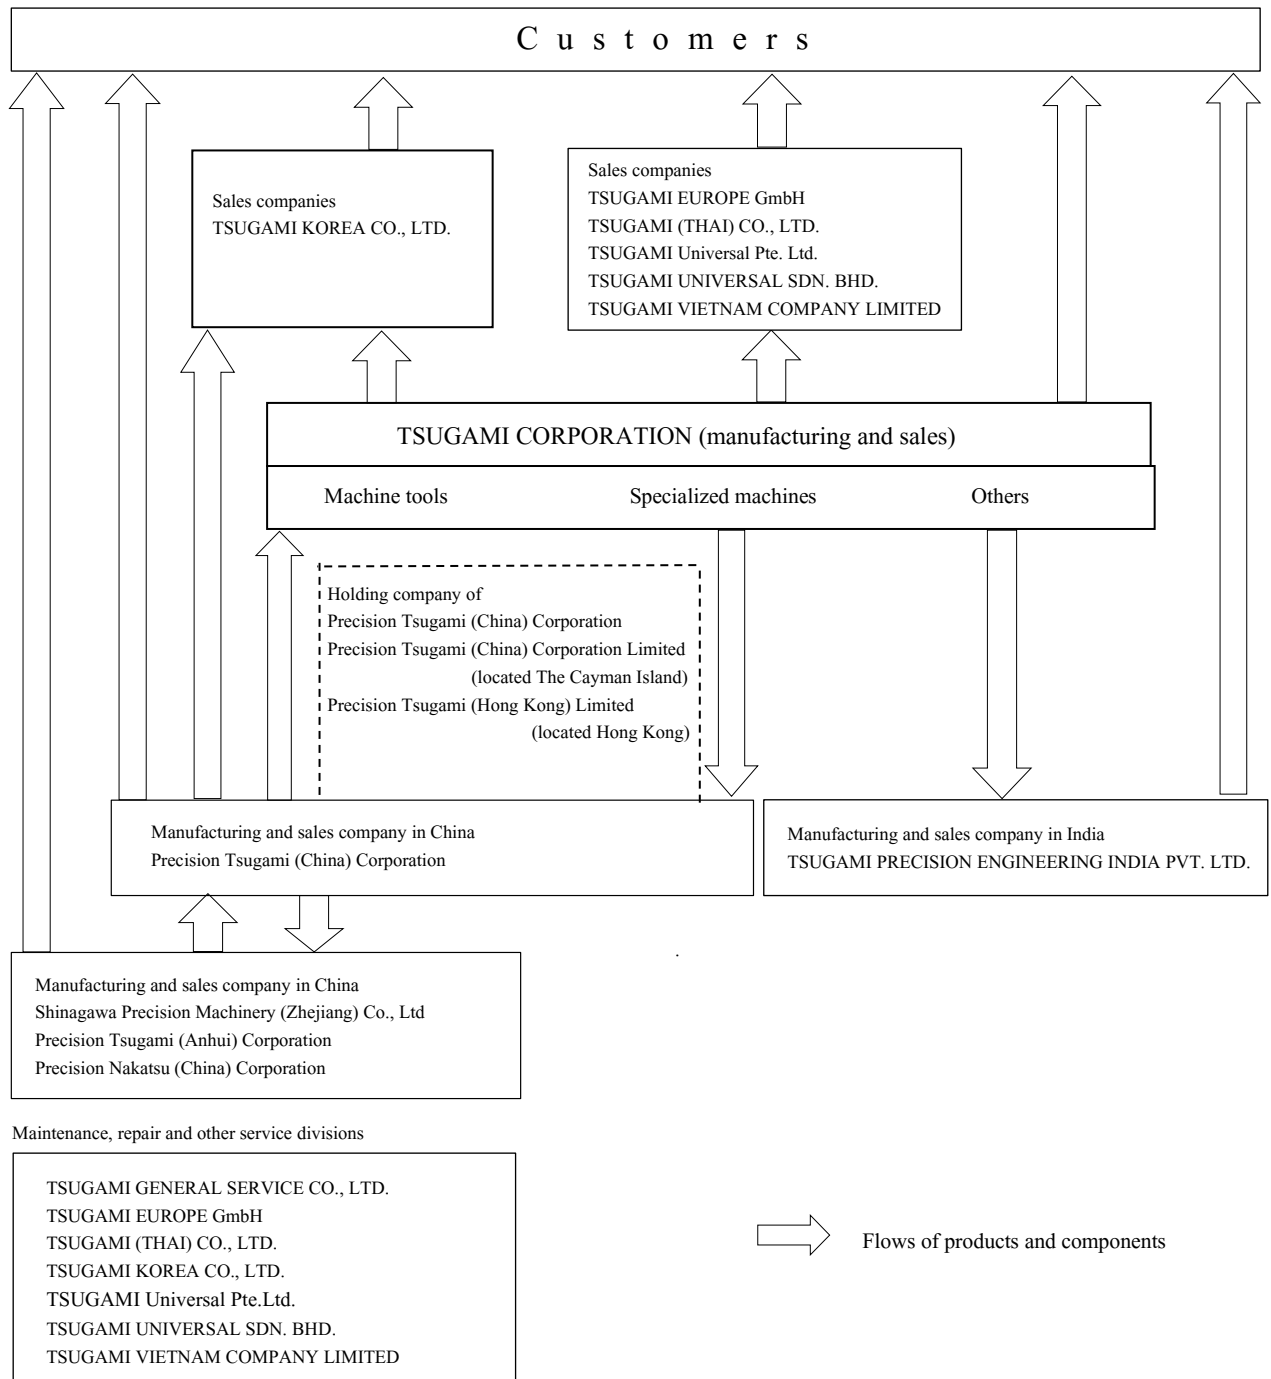 Customers
Sales companies
TSUGAMI KOREA CO., LTD.
Sales companies
TSUGAMI EUROPE GmbH
TSUGAMI (THAI) CO., LTD.
TSUGAMI Universal Pte. Ltd.
TSUGAMI UNIVERSAL SDN. BHD.
TSUGAMI VIETNAM COMPANY LIMITED
TSUGAMI CORPORATION (manufacturing and sales)
Machine tools Specialized machines Others
Holding company of
Precision Tsugami (China) Corporation
Precision Tsugami (China) Corporation Limited
(located The Cayman Island)
Precision Tsugami (Hong Kong) Limited
(located Hong Kong)
Manufacturing and sales company in China
Precision Tsugami (China) Corporation
Manufacturing and sales company in India
TSUGAMI PRECISION ENGINEERING INDIA PVT. LTD.
.
Manufacturing and sales company in China
Shinagawa Precision Machinery (Zhejiang) Co., Ltd
Precision Tsugami (Anhui) Corporation
Precision Nakatsu (China) Corporation
Maintenance, repair and other service divisions
TSUGAMI GENERAL SERVICE CO., LTD.
TSUGAMI EUROPE GmbH
TSUGAMI (THAI) CO., LTD.
TSUGAMI KOREA CO., LTD.
TSUGAMI Universal Pte.Ltd.
TSUGAMI UNIVERSAL SDN. BHD.
TSUGAMI VIETNAM COMPANY LIMITED
Flows of products and components